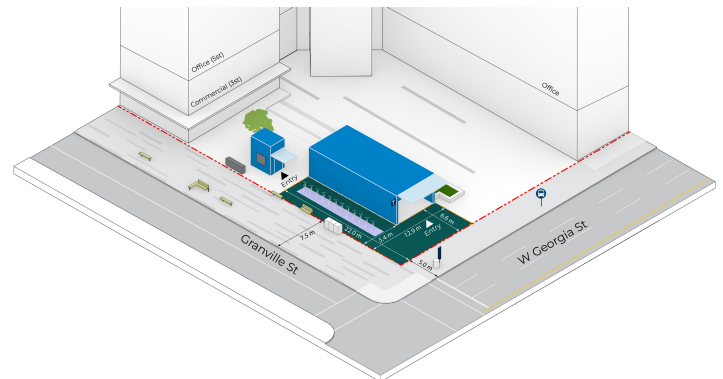 Office (5st)
Commercial (3st)
Office
Entry
6.6 m
12.9 m
Entry
5.4 m
22.0 m
7.5 m
5.0 m
Granville St
W Georgia St